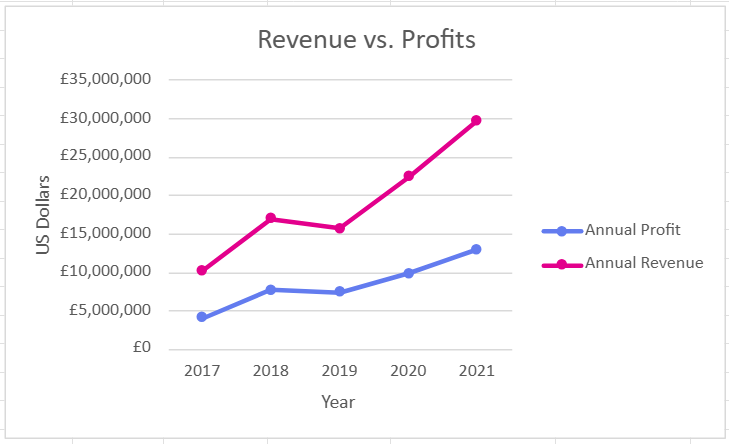 Revenue vs. Profits
£35,000,000
£30,000,000
£25,000,000
£20,000,000
£15,000,000
£10,000,000
£5,000,000
£0
US Dollars
2017 2018 2019 2020 2021
Year
Annual Profit
Annual Revenue